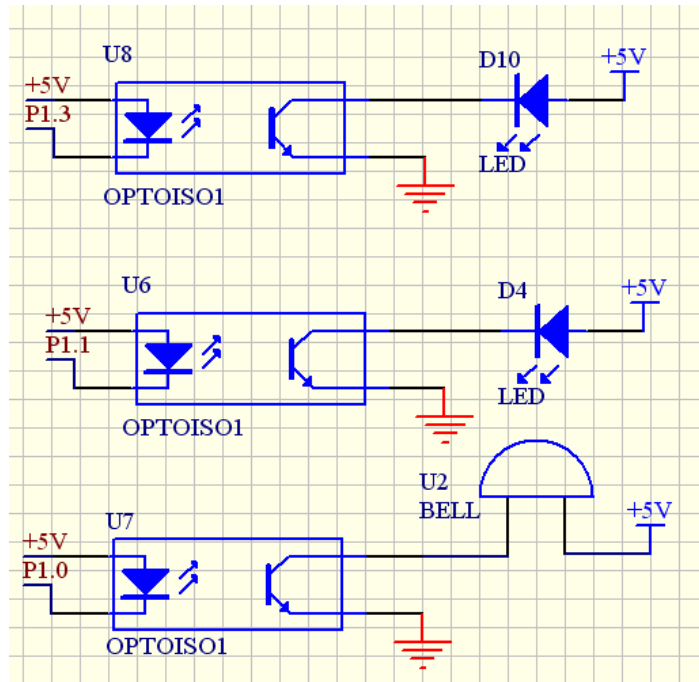 U8
D10
+5V
+5V
P1.3
LED
OPTOISO1
U6
D4
+5V
+5V
P1.1
LED
OPTOISO1
U2
BELL
+5V
U7
+5V
P1.0
OPTOISO1